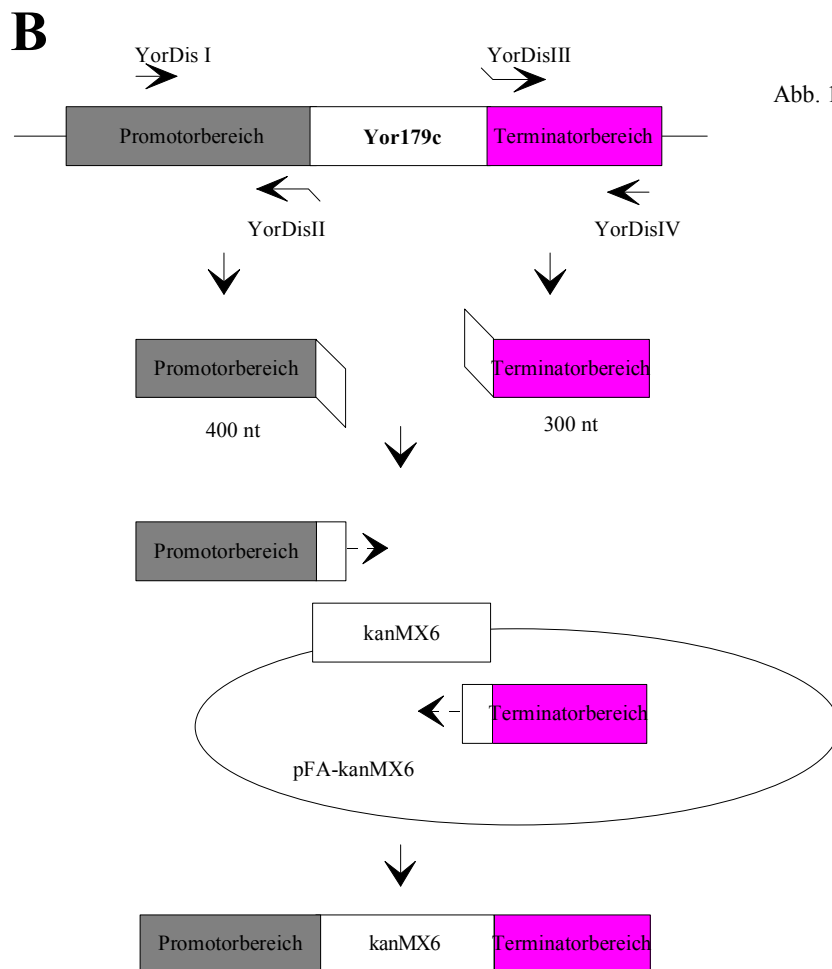 B
YorDis I
YorDisIII
Abb. 1
Promotorbereich
Yor179c
Terminatorbereich
YorDisII
YorDisIV
Promotorbereich
Terminatorbereich
400 nt
300 nt
Promotorbereich
kanMX6
Terminatorbereich
pFA-kanMX6
Promotorbereich
kanMX6
Terminatorbereich